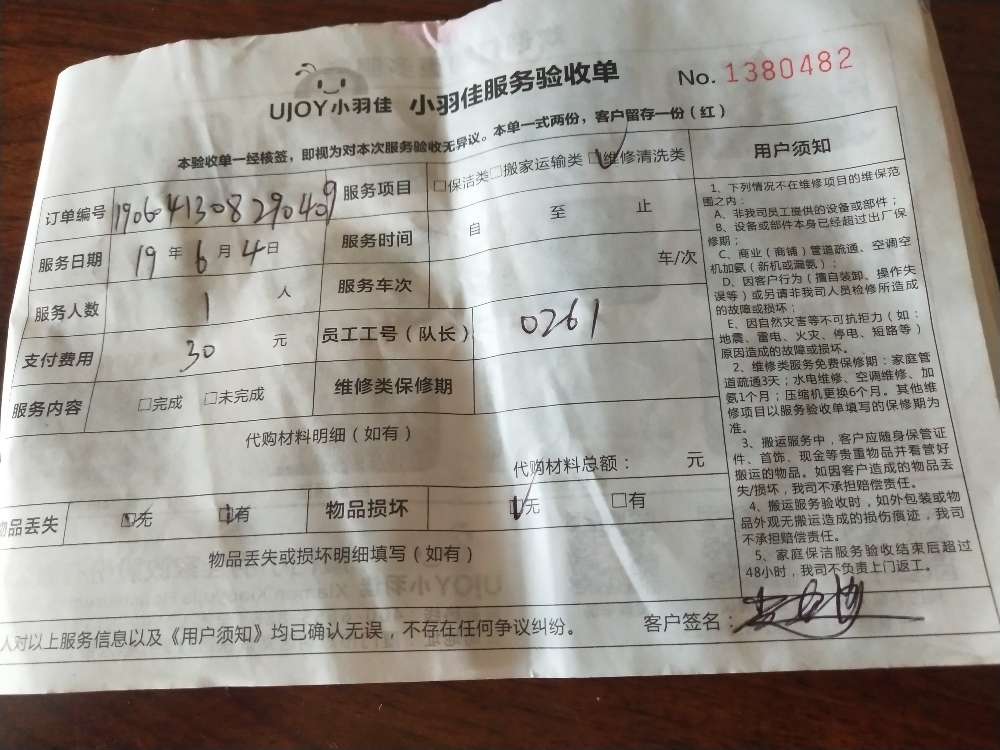 UJOY小羽佳 小羽佳服务验收单 No. 1380482
本验收单一经核签，即视为对本次服务验收无异议。本单一式两份，客户留存一份（红）
订单编号 190641308290409 服务项目 □保洁类□搬家运输类☑维修清洗类
服务日期 19年6月4日 服务时间 自 至 止
服务人数 1 人 服务车次 车/次
支付费用 30 元 员工工号（队长） 0261
服务内容 □完成 □未完成 维修类保修期
代购材料明细（如有）
代购材料总额： 元
物品丢失 ☑无 □有 物品损坏 ☑无 □有
物品丢失或损坏明细填写（如有）
人对以上服务信息以及《用户须知》均已确认无误，不存在任何争议纠纷。 客户签名：
用户须知
1、下列情况不在维修项目的维保范
围之内：
A、非我司员工提供的设备或部件；
B、设备或部件本身已经超过出厂保
修期；
C、商业（商铺）管道疏通、空调空
机加氨（新机或漏氨）；
D、因客户行为（擅自装卸、操作失
误等）或另请非我司人员检修所造成
的故障或损坏；
E、因自然灾害等不可抗拒力（如：
地震、雷电、火灾、停电、短路等）
原因造成的故障或损坏。
2、维修类服务免费保修期：家庭管
道疏通3天；水电维修、空调维修、加
氨1个月；压缩机更换6个月。其他维
修项目以服务验收单填写的保修期为
准。
3、搬运服务中，客户应随身保管证
件、首饰、现金等贵重物品并看管好
搬运的物品。如因客户造成的物品丢
失/损坏，我司不承担赔偿责任。
4、搬运服务验收时，如外包装或物
品外观无搬运造成的损伤痕迹，我司
不承担赔偿责任。
5、家庭保洁服务验收结束后超过
48小时，我司不负责上门返工。